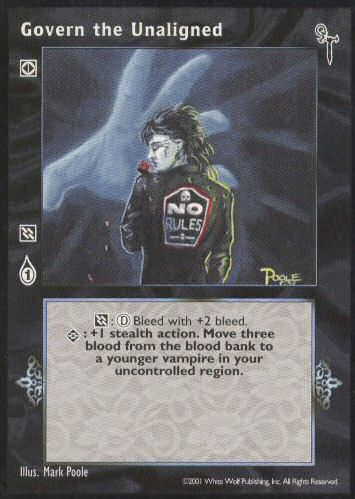 Govern the Unaligned
NO
RULES
POOLE
1
: D Bleed with +2 bleed.
: +1 stealth action. Move three
blood from the blood bank to
a younger vampire in your
uncontrolled region.
Illus. Mark Poole
©2001 White Wolf Publishing, Inc. All Rights Reserved.